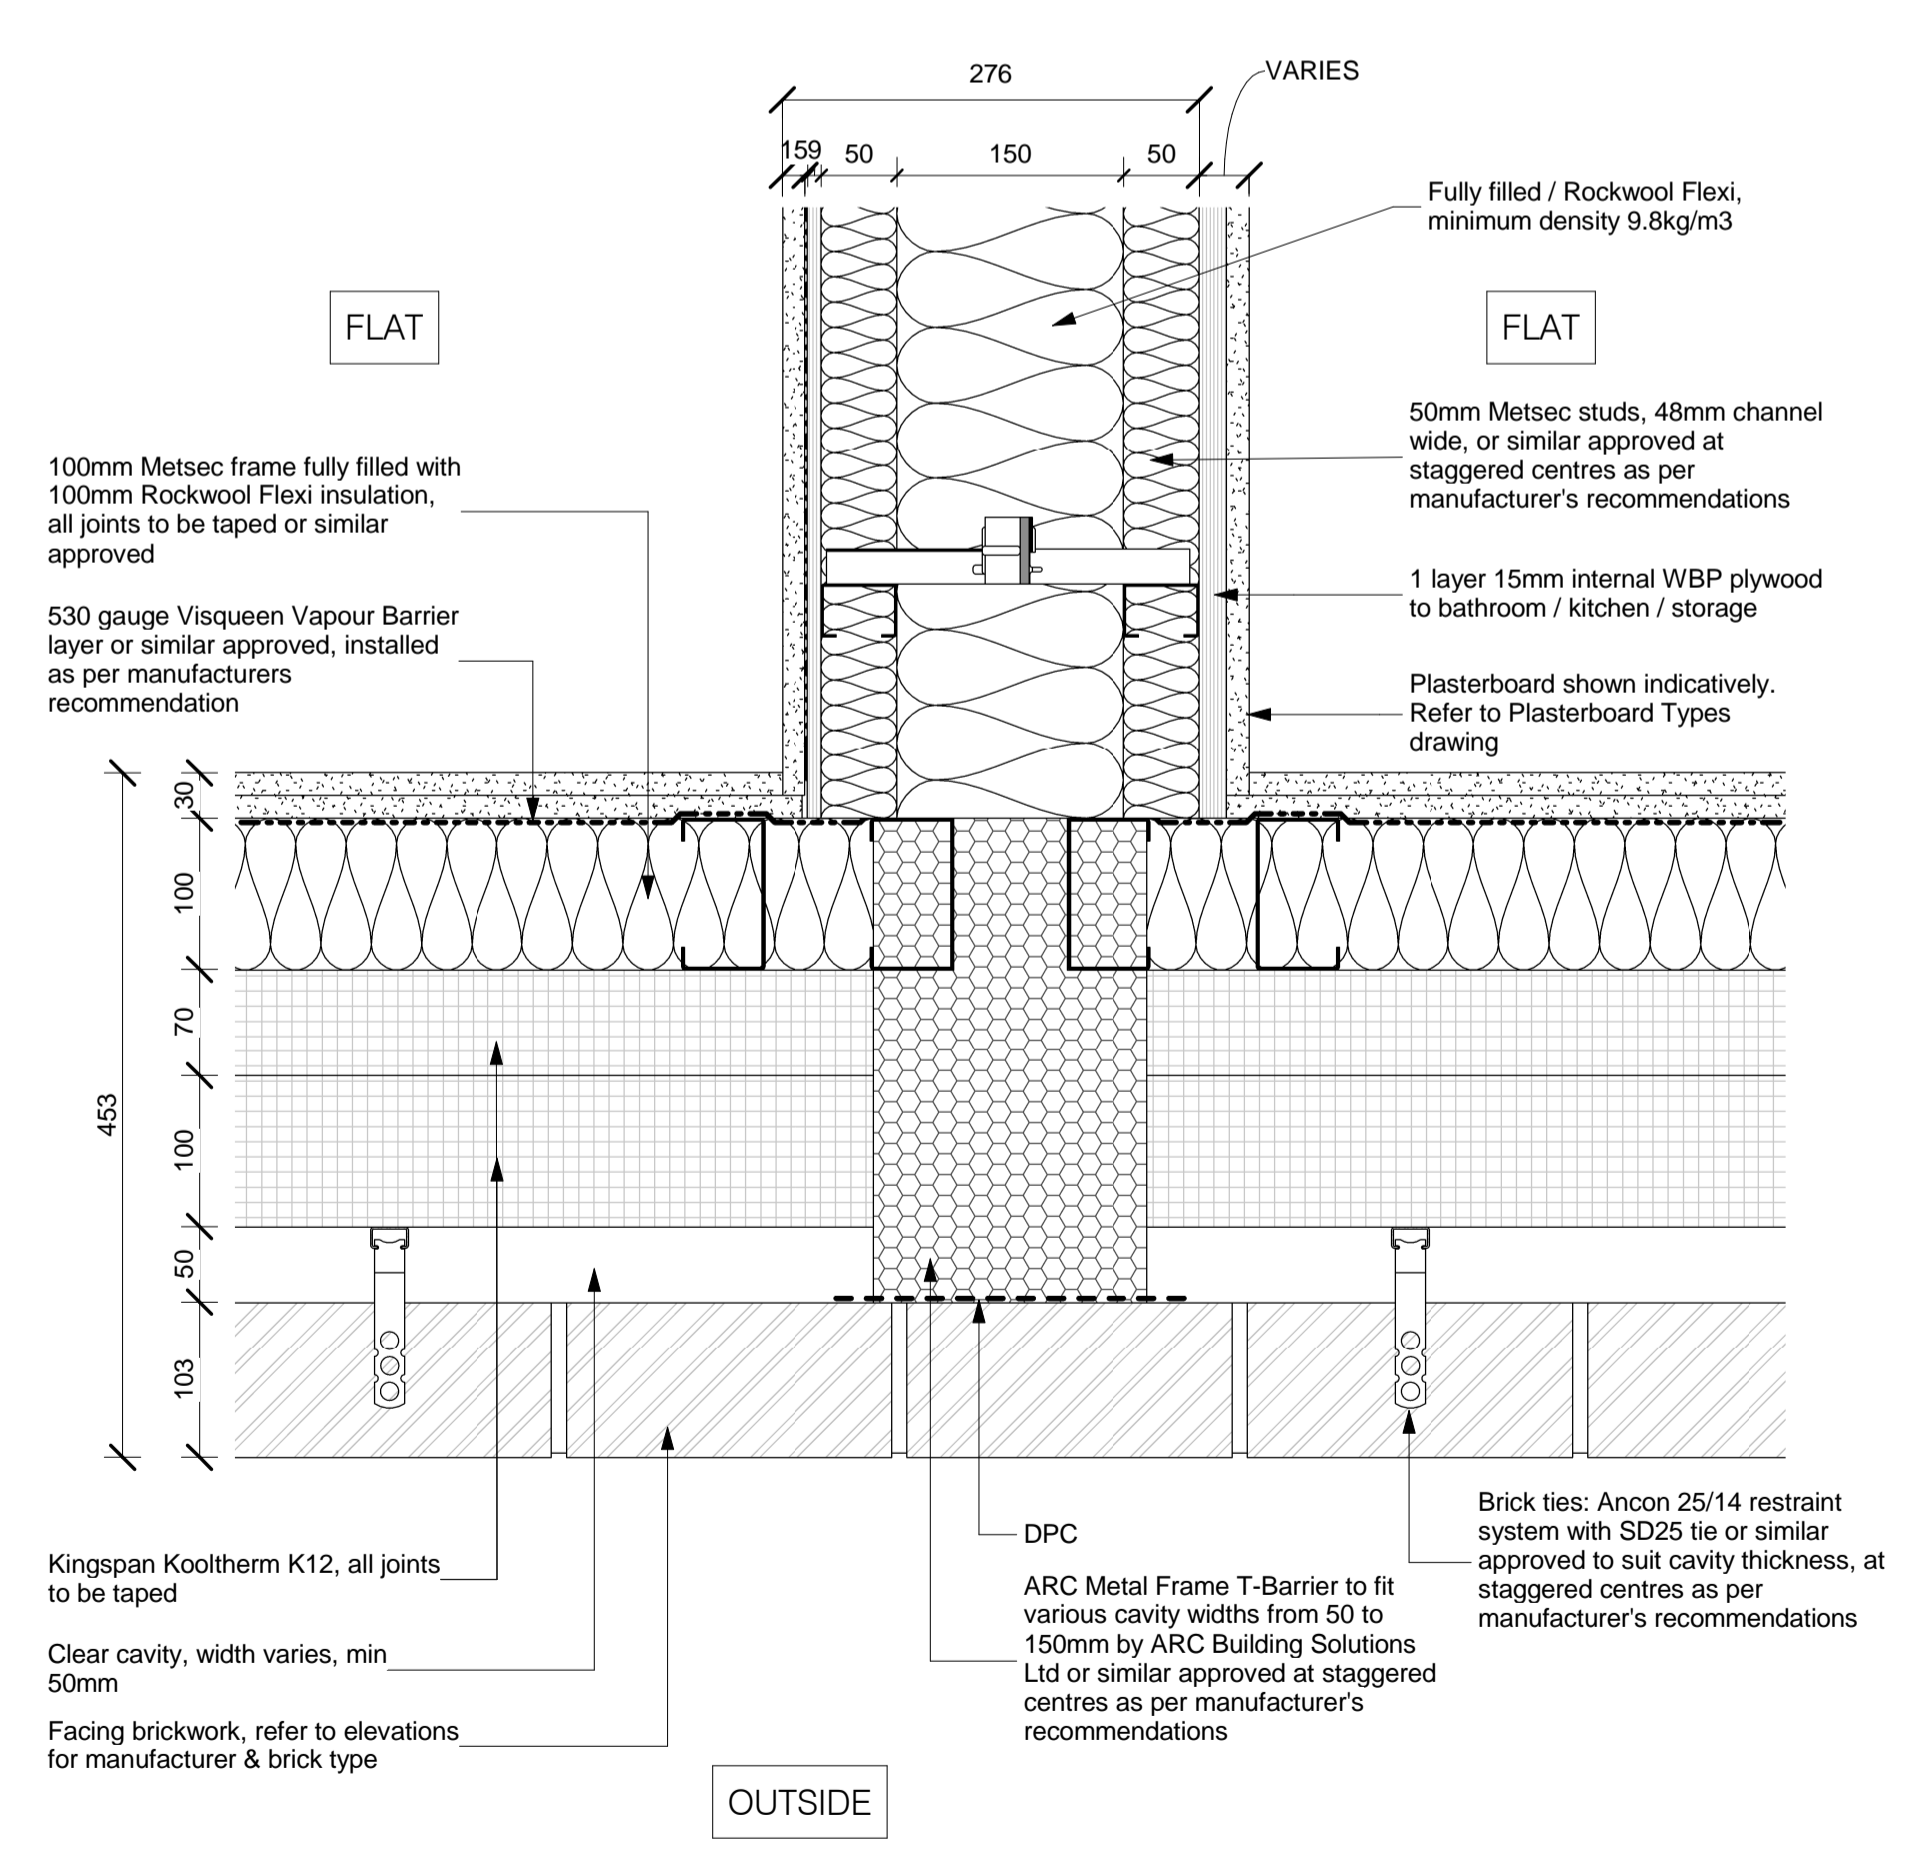 276
VARIES
159
50
150
50
Fully filled / Rockwool Flexi,
minimum density 9.8kg/m3
FLAT
FLAT
50mm Metsec studs, 48mm channel
wide, or similar approved at
staggered centres as per
manufacturer's recommendations
100mm Metsec frame fully filled with
100mm Rockwool Flexi insulation,
all joints to be taped or similar
approved
1 layer 15mm internal WBP plywood
to bathroom / kitchen / storage
530 gauge Visqueen Vapour Barrier
layer or similar approved, installed
as per manufacturers
recommendation
Plasterboard shown indicatively.
Refer to Plasterboard Types
drawing
30
100
70
453
100
50
103
Kingspan Kooltherm K12, all joints
to be taped
Clear cavity, width varies, min
50mm
Facing brickwork, refer to elevations
for manufacturer & brick type
DPC
ARC Metal Frame T-Barrier to fit
various cavity widths from 50 to
150mm by ARC Building Solutions
Ltd or similar approved at staggered
centres as per manufacturer's
recommendations
Brick ties: Ancon 25/14 restraint
system with SD25 tie or similar
approved to suit cavity thickness, at
staggered centres as per
manufacturer's recommendations
OUTSIDE